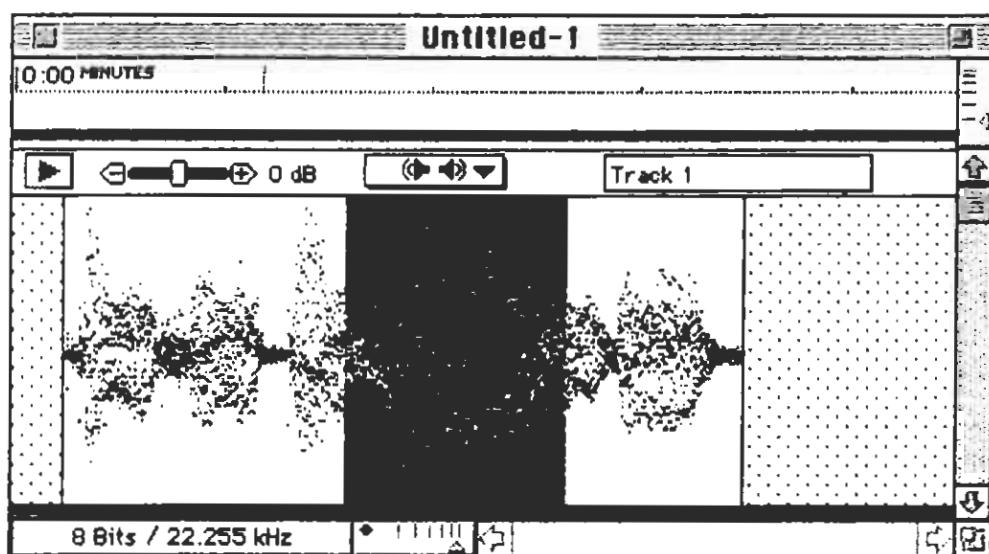 Untitled-1
0:00 MINUTES
0 dB
Track 1
8 Bits / 22.255 kHz